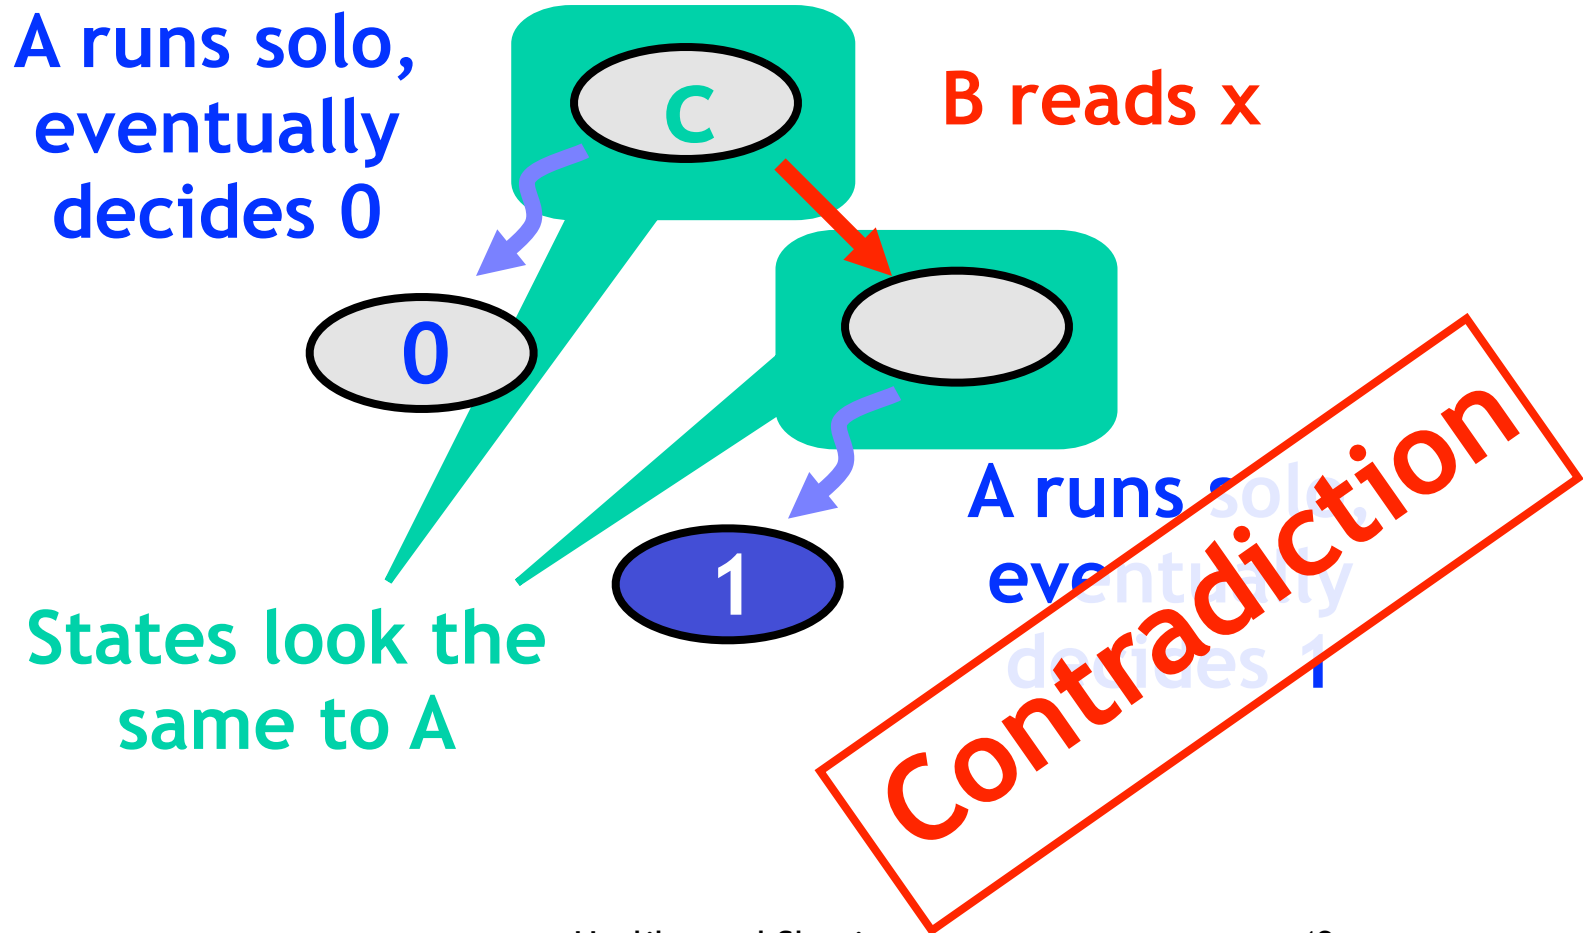 A runs solo,
eventually
decides 0
C
B reads x
0
1
A runs solo,
eventually
decides 1
States look the
same to A
Contradiction